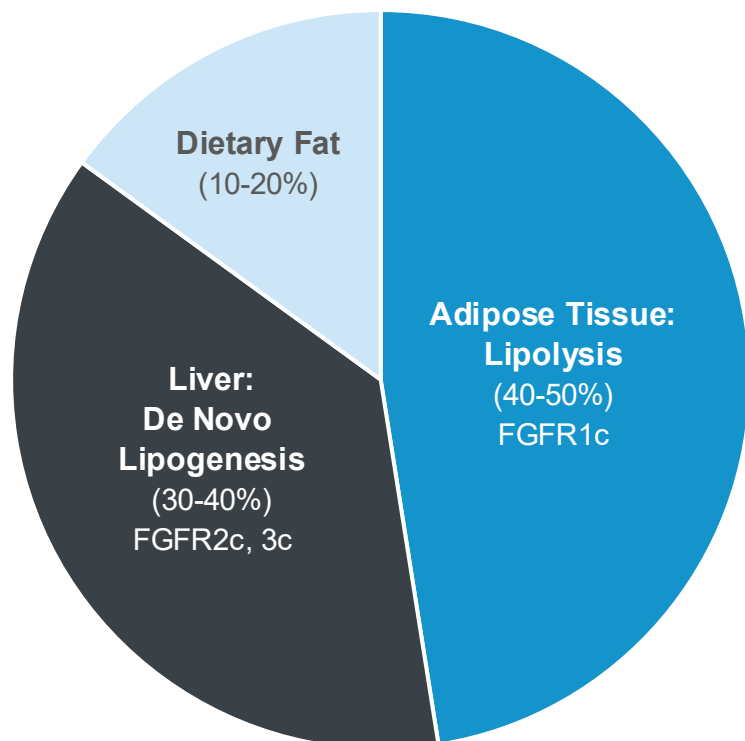 Dietary Fat
(10-20%)
Adipose Tissue:
Lipolysis
(40-50%)
FGFR1c
Liver:
De Novo
Lipogenesis
(30-40%)
FGFR2c, 3c